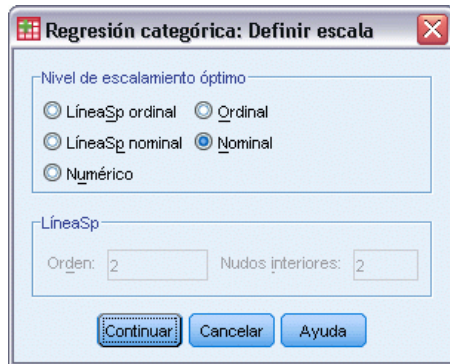 Regresión categórica: Definir escala
Nivel de escalamiento óptimo
LíneaSp ordinal Ordinal
LíneaSp nominal Nominal
Numérico
LíneaSp
Orden: 2 Nudos interiores: 2
Continuar Cancelar Ayuda